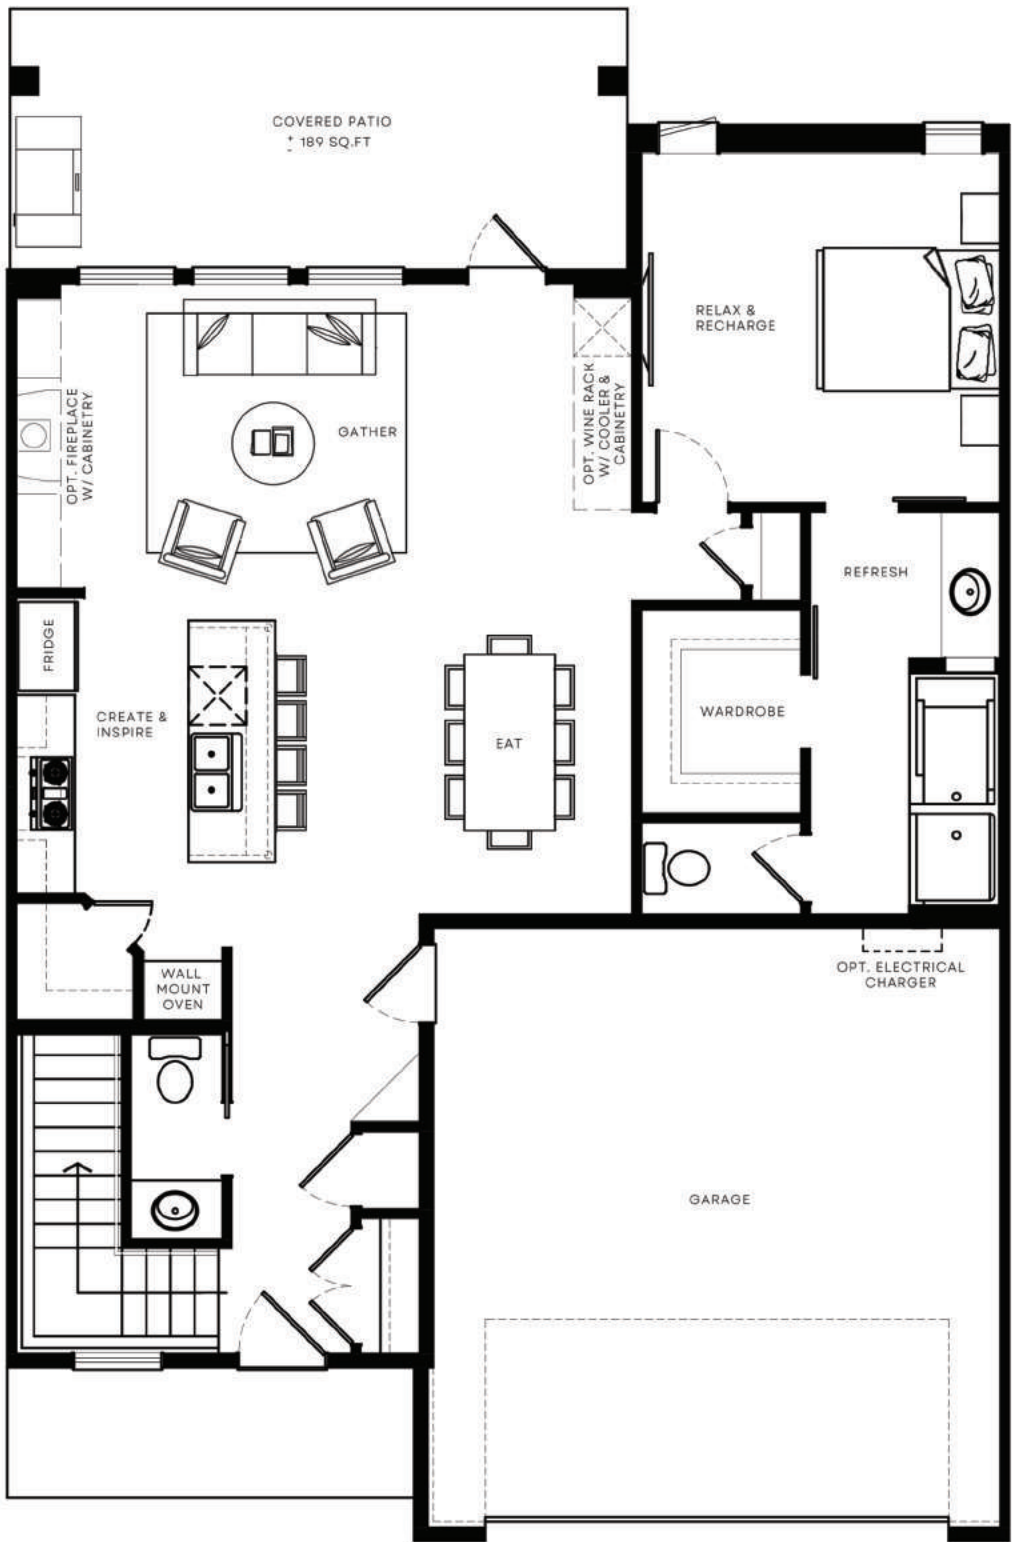 COVERED PATIO
± 189 SQ.FT
RELAX &
RECHARGE
OPT. FIREPLACE
W/ CABINETRY
GATHER
OPT. WINE RACK
W/ COOLER &
CABINETRY
REFRESH
FRIDGE
CREATE &
INSPIRE
EAT
WARDROBE
WALL
MOUNT
OVEN
OPT. ELECTRICAL
CHARGER
GARAGE